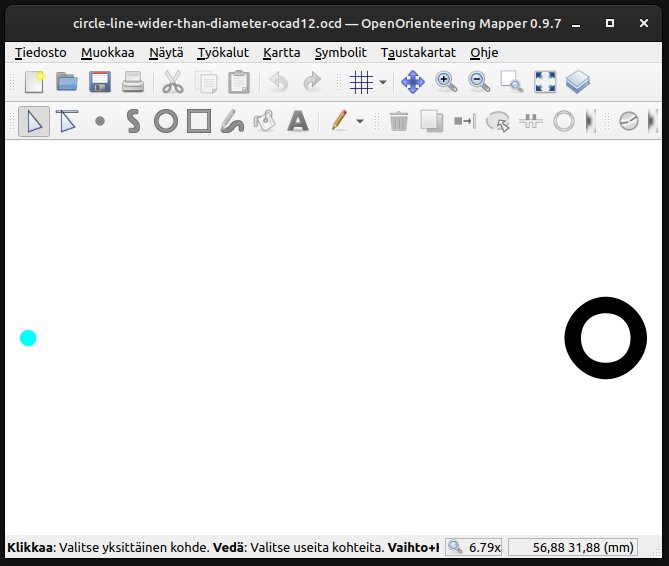 circle-line-wider-than-diameter-ocad12.ocd — OpenOrienteering Mapper 0.9.7
Tiedosto Muokkaa Näytä Työkalut Kartta Symbolit Taustakartat Ohje
Klikkaa: Valitse yksittäinen kohde. Vedä: Valitse useita kohteita. Vaihto+ 6.79x 56,88 31,88 (mm)